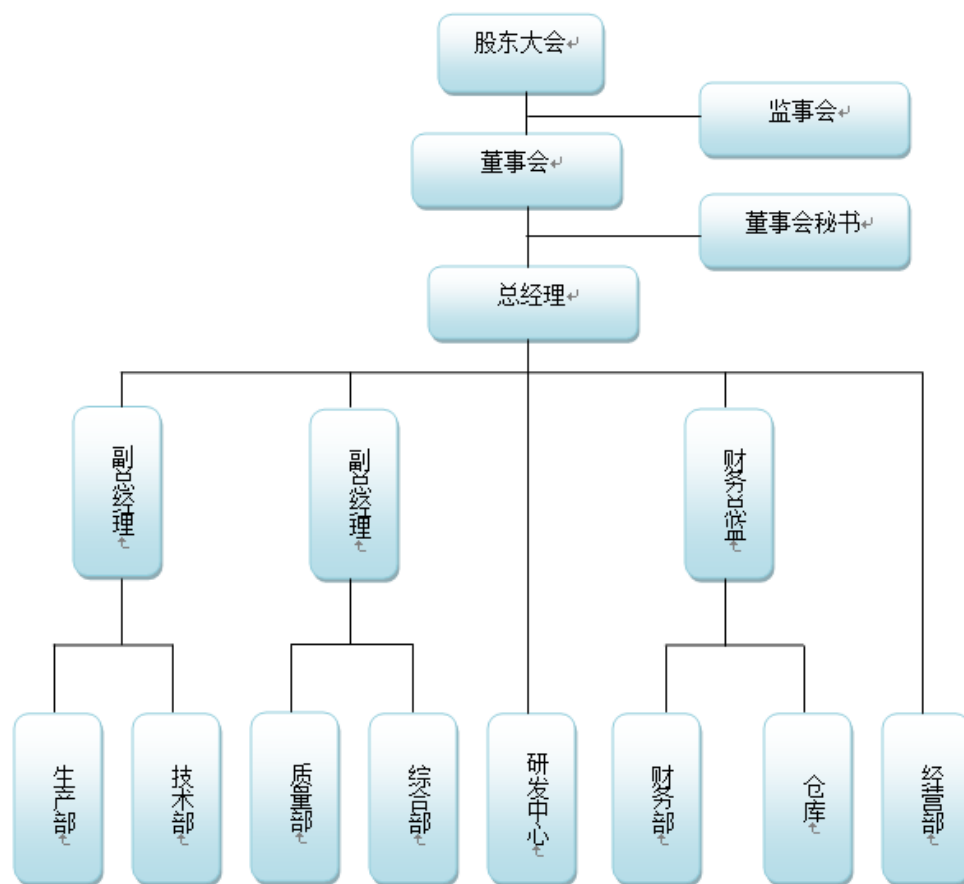 股东大会
监事会
董事会
董事会秘书
总经理
副总经理
副总经理
财务总监
生产部
技术部
质量部
综合部
研发中心
财务部
仓库
经营部